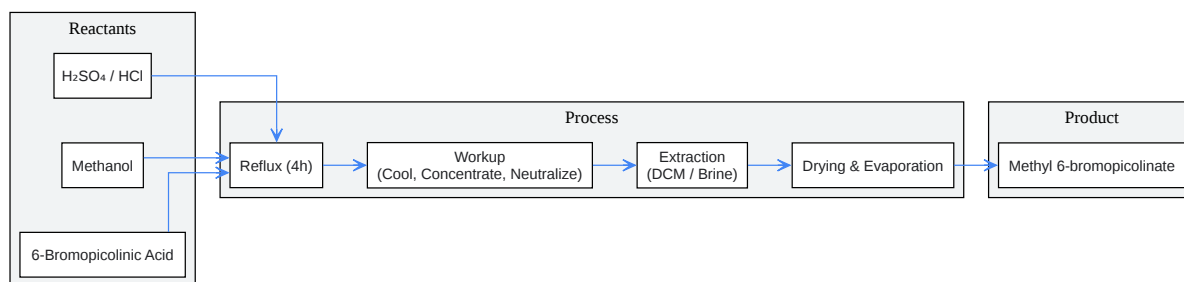 Reactants
H₂SO₄ / HCl
Methanol
6-Bromopicolinic Acid
Process
Reflux (4h)
Workup
(Cool, Concentrate, Neutralize)
Extraction
(DCM / Brine)
Drying & Evaporation
Product
Methyl 6-bromopicolinate